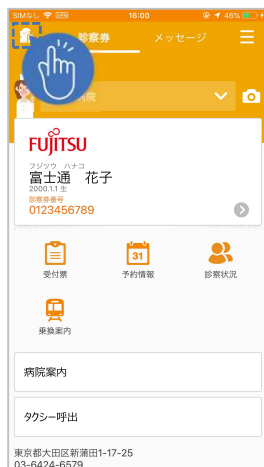 SIMなし 16:00 46%
診察券 メッセージ
院
FUJITSU
フジツウ ハナコ
富士通 花子
2000.1.1 生
診察券番号
0123456789
31
受付票 予約情報 診察状況
乗換案内
病院案内
タクシー呼出
東京都大田区新蒲田1-17-25
03-6424-6579